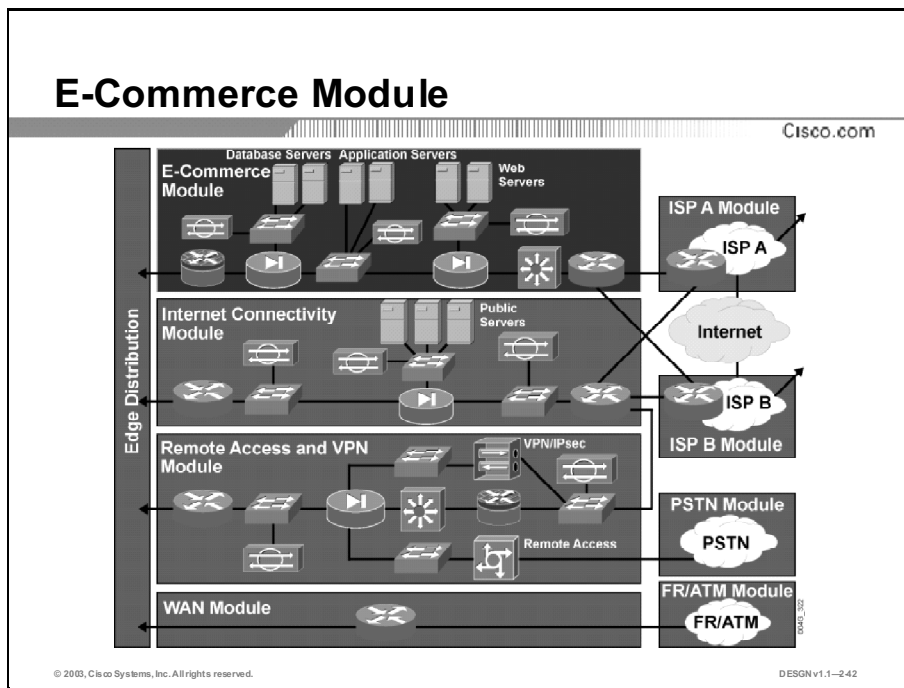 E-Commerce Module
Cisco.com
Edge Distribution
E-Commerce
Module
Database Servers
Application Servers
Web
Servers
ISP A Module
ISP A
Internet Connectivity
Module
Public
Servers
Internet
ISP B
ISP B Module
Remote Access and VPN
Module
VPN/IPsec
Remote Access
PSTN Module
PSTN
WAN Module
FR/ATM Module
FR/ATM
© 2003, Cisco Systems, Inc. All rights reserved.
DESGN v1.1—2-42